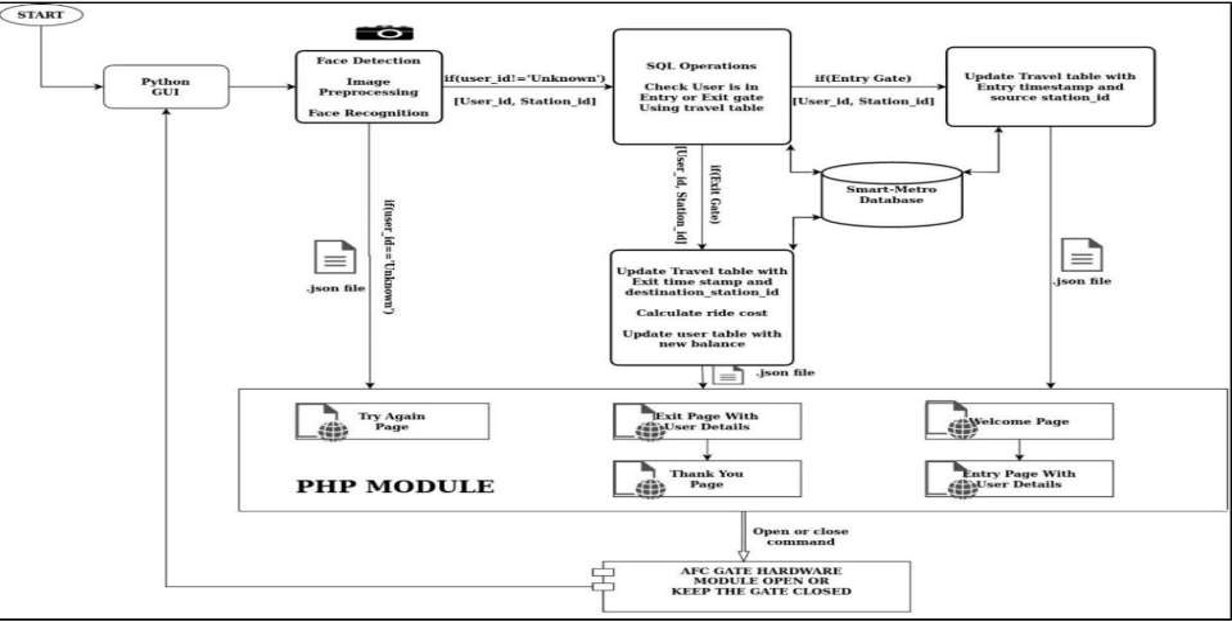 START
Python
GUI
Face Detection
Image
Preprocessing
Face Recognition
if(user_id!='Unknown')
[User_id, Station_id]
SQL Operations
Check User is in
Entry or Exit gate
Using travel table
if(Entry Gate)
[User_id, Station_id]
Update Travel table with
Entry timestamp and
source station_id
Smart-Metro
Database
if(Exit Gate)
[User_id, Station_id]
if(user_id=='Unknown')
.json file
Update Travel table with
Exit time stamp and
destination_station_id
Calculate ride cost
Update user table with
new balance
.json file
.json file
Try Again
Page
Exit Page With
User Details
Welcome Page
Thank You
Page
Entry Page With
User Details
PHP MODULE
Open or close
command
AFC GATE HARDWARE
MODULE OPEN OR
KEEP THE GATE CLOSED